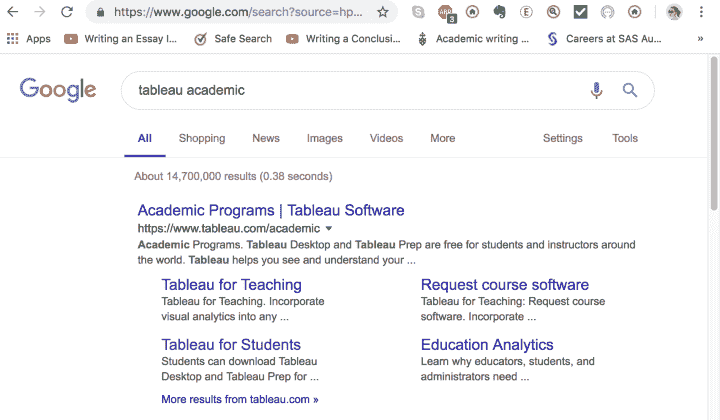 https://www.google.com/search?source=hp...
3
Apps Writing an Essay I... Safe Search Writing a Conclusi... Academic writing ... Careers at SAS Au... »
Google tableau academic
All Shopping News Images Videos More Settings Tools
About 14,700,000 results (0.38 seconds)
Academic Programs | Tableau Software
https://www.tableau.com/academic
Academic Programs. Tableau Desktop and Tableau Prep are free for students and instructors around
the world. Tableau helps you see and understand your ...
Tableau for Teaching
Tableau for Teaching. Incorporate
visual analytics into any ...
Request course software
Tableau for Teaching: Request course
software. Incorporate ...
Tableau for Students
Students can download Tableau
Desktop and Tableau Prep for ...
Education Analytics
Learn why educators, students, and
administrators need ...
More results from tableau.com »